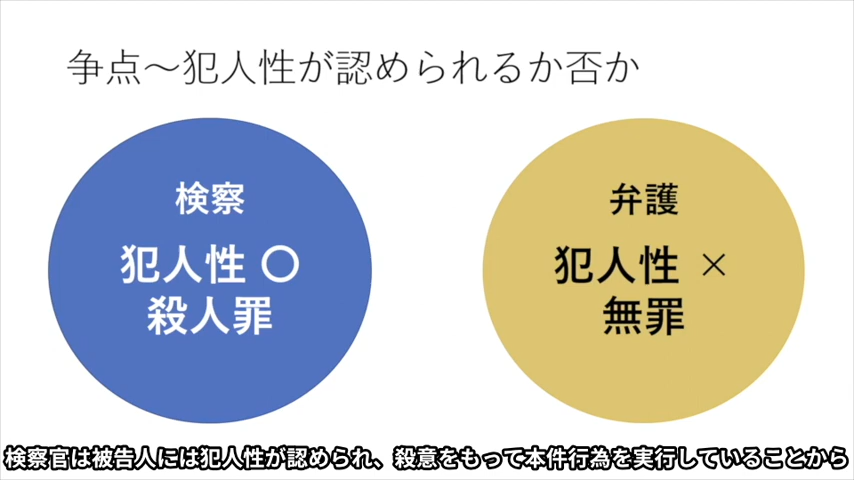 争点～犯人性が認められるか否か
検察
犯人性 〇
殺人罪
弁護
犯人性 ×
無罪
検察官は被告人には犯人性が認められ、殺意をもって本件行為を実行していることから